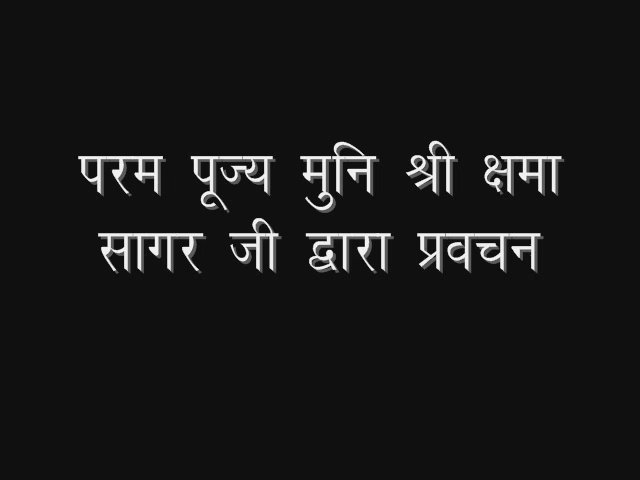 परम पूज्य मुनि श्री क्षमा
सागर जी द्वारा प्रवचन